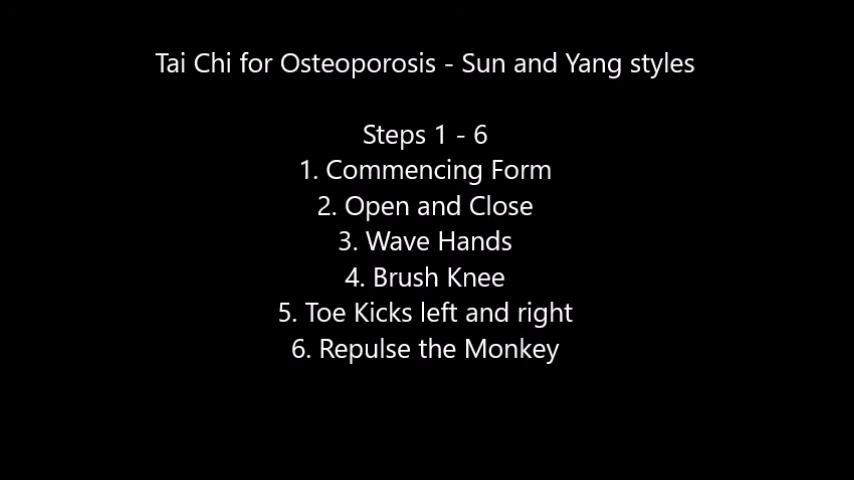 Tai Chi for Osteoporosis - Sun and Yang styles
Steps 1 - 6
1. Commencing Form
2. Open and Close
3. Wave Hands
4. Brush Knee
5. Toe Kicks left and right
6. Repulse the Monkey